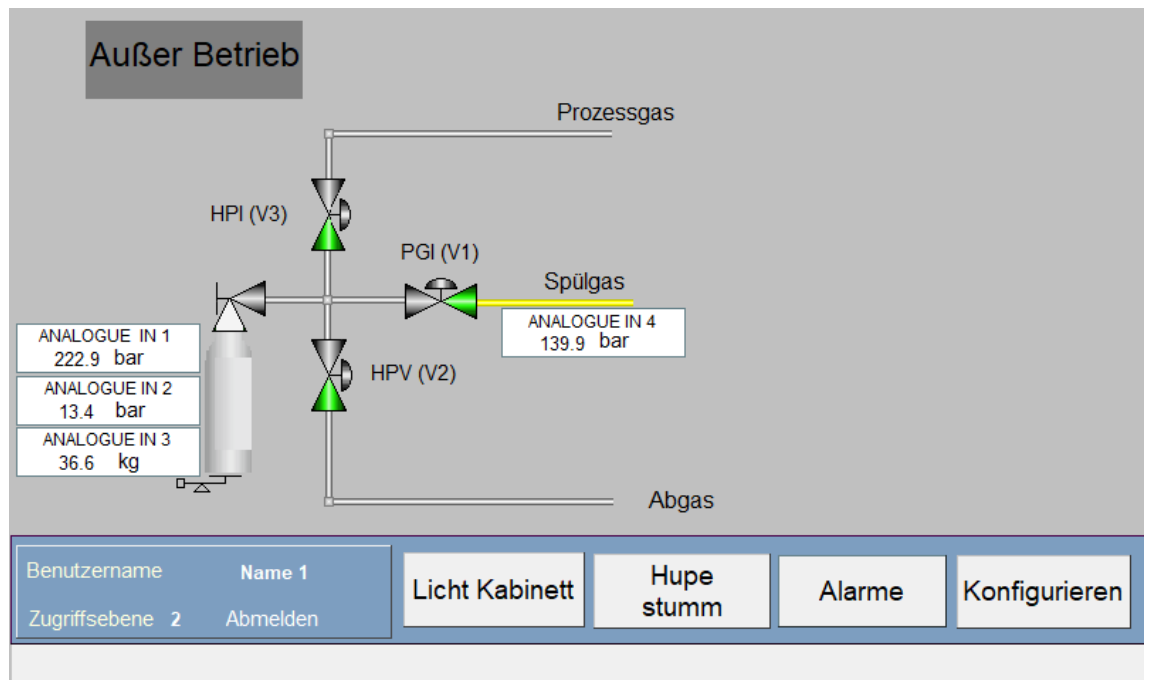 Außer Betrieb
Prozessgas
HPI (V3)
PGI (V1)
Spülgas
ANALOGUE IN 4
139.9 bar
ANALOGUE IN 1
222.9 bar
HPV (V2)
ANALOGUE IN 2
13.4 bar
ANALOGUE IN 3
36.6 kg
Abgas
Benutzername Name 1
Zugriffsebene 2 Abmelden
Licht Kabinett
Hupe
stumm
Alarme
Konfigurieren